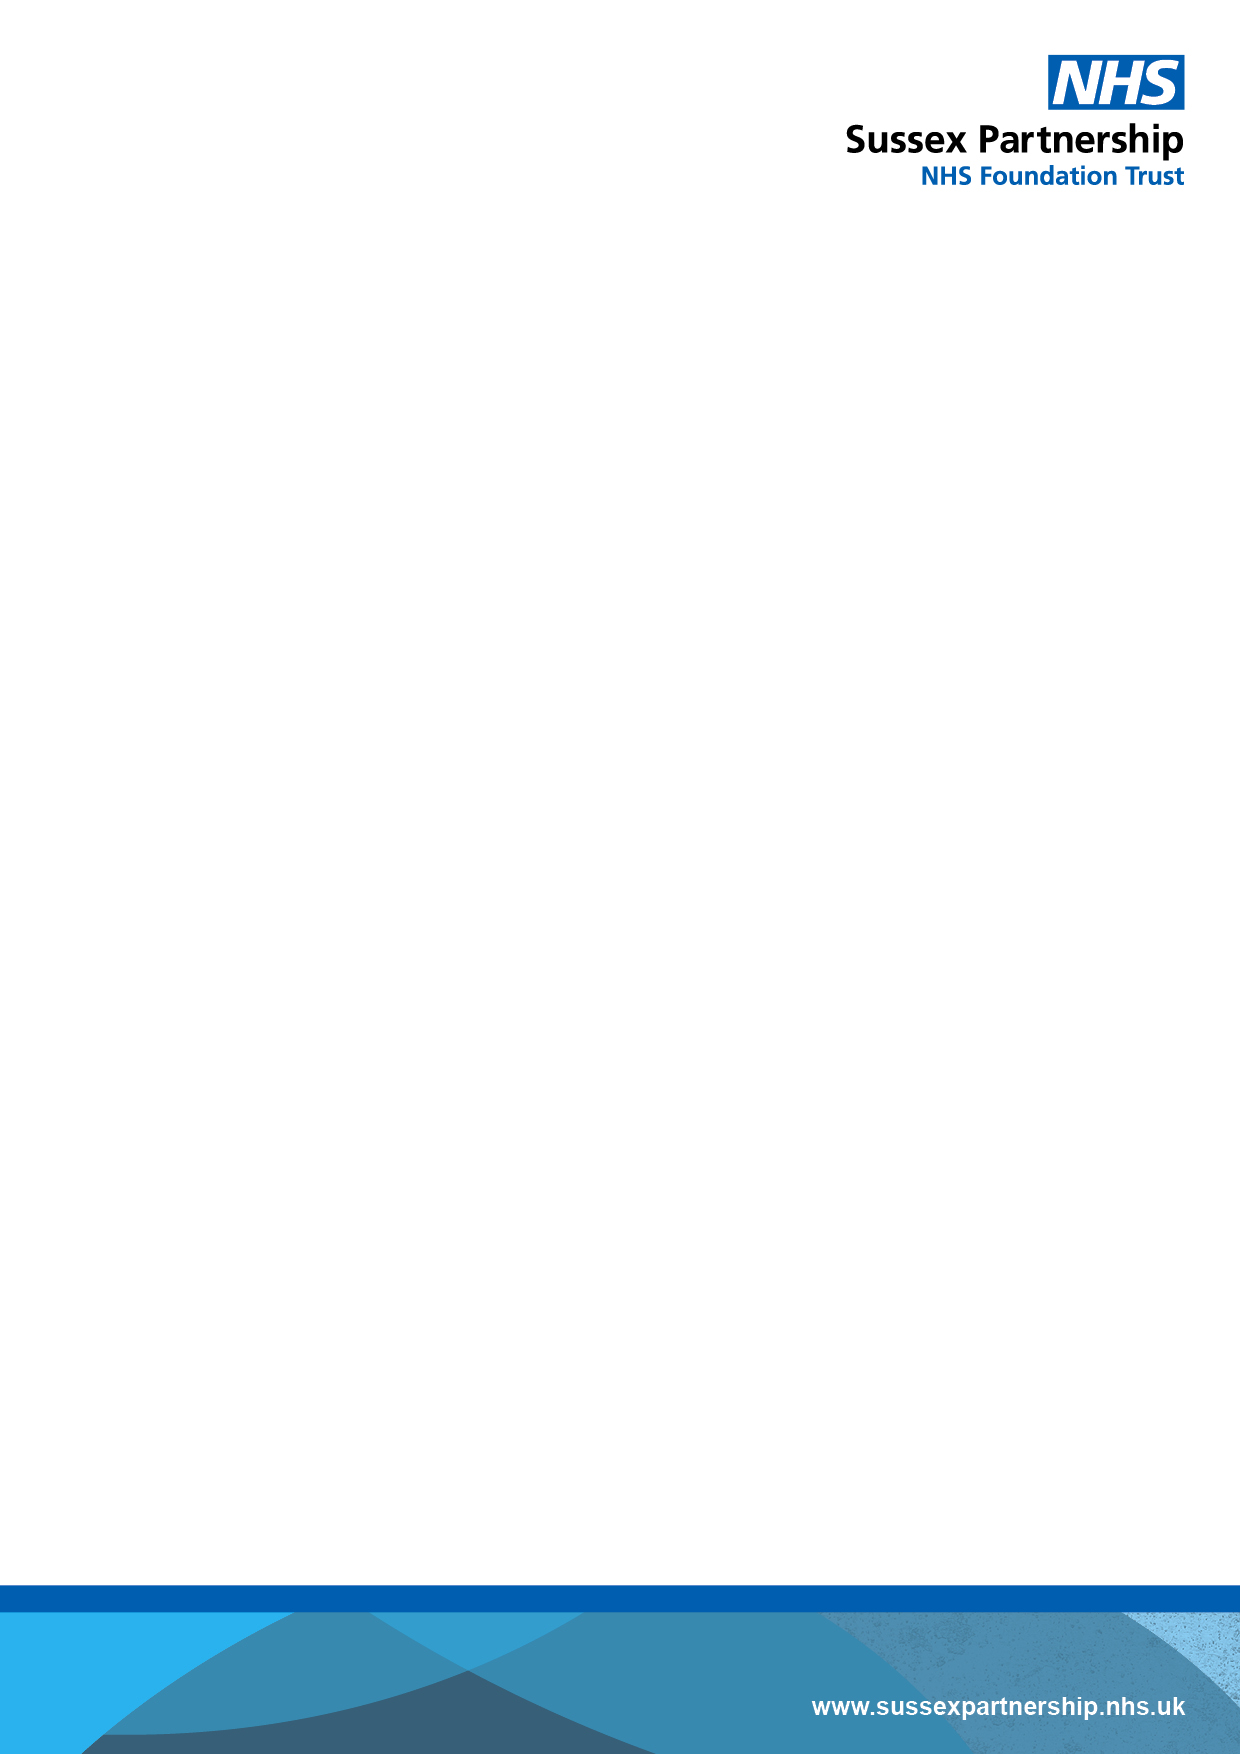 NHS
Sussex Partnership
NHS Foundation Trust
www.sussexpartnership.nhs.uk